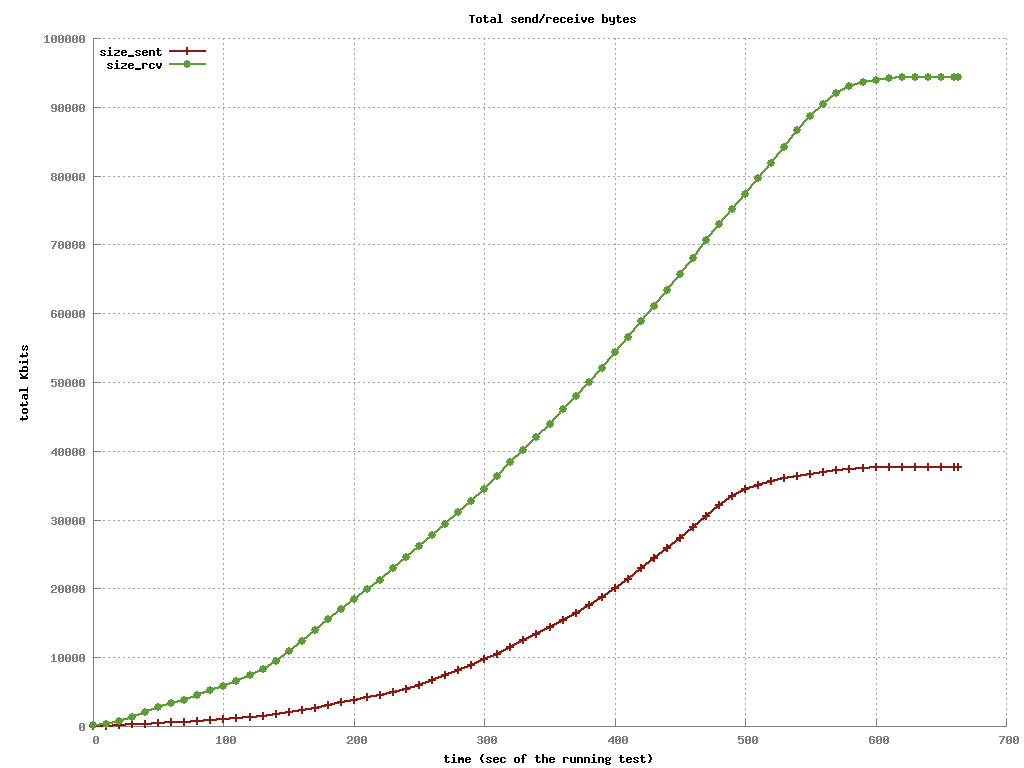 Total send/receive bytes
size_sent
size_rcv
100000
90000
80000
70000
60000
50000
40000
30000
20000
10000
0
total Kbits
0 100 200 300 400 500 600 700
time (sec of the running test)